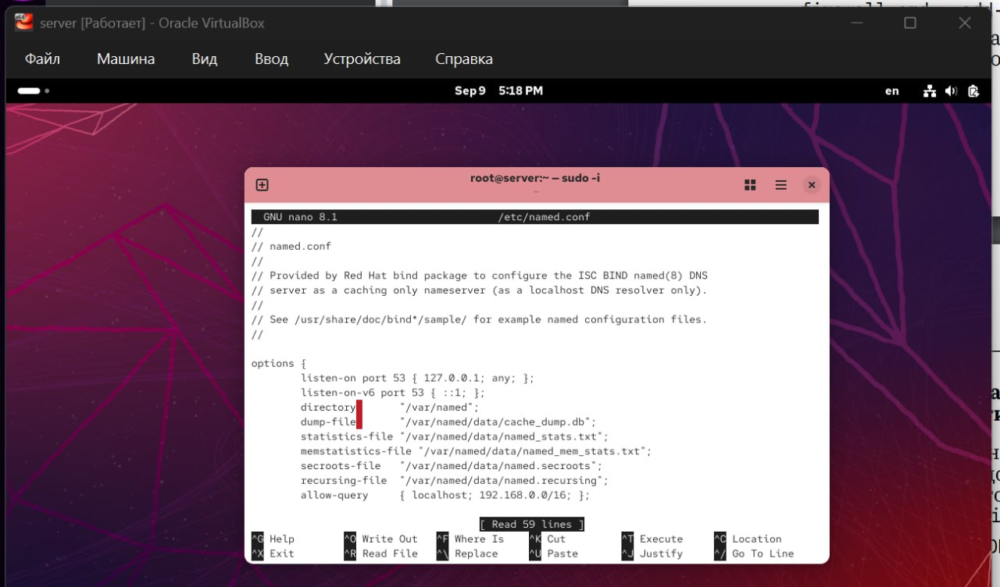 server [Работает] - Oracle VirtualBox
Файл Машина Вид Ввод Устройства Справка
Sep 9 5:18 PM en
root@server:~ — sudo -i
GNU nano 8.1 /etc/named.conf
//
// named.conf
//
// Provided by Red Hat bind package to configure the ISC BIND named(8) DNS
// server as a caching only nameserver (as a localhost DNS resolver only).
//
// See /usr/share/doc/bind*/sample/ for example named configuration files.
//
options {
listen-on port 53 { 127.0.0.1; any; };
listen-on-v6 port 53 { ::1; };
directory "/var/named";
dump-file "/var/named/data/cache_dump.db";
statistics-file "/var/named/data/named_stats.txt";
memstatistics-file "/var/named/data/named_mem_stats.txt";
secroots-file "/var/named/data/named.secroots";
recursing-file "/var/named/data/named.recursing";
allow-query { localhost; 192.168.0.0/16; };
[ Read 59 lines ]
^G Help ^O Write Out ^F Where Is ^K Cut ^T Execute ^C Location
^X Exit ^R Read File ^\ Replace ^U Paste ^J Justify ^/ Go To Line